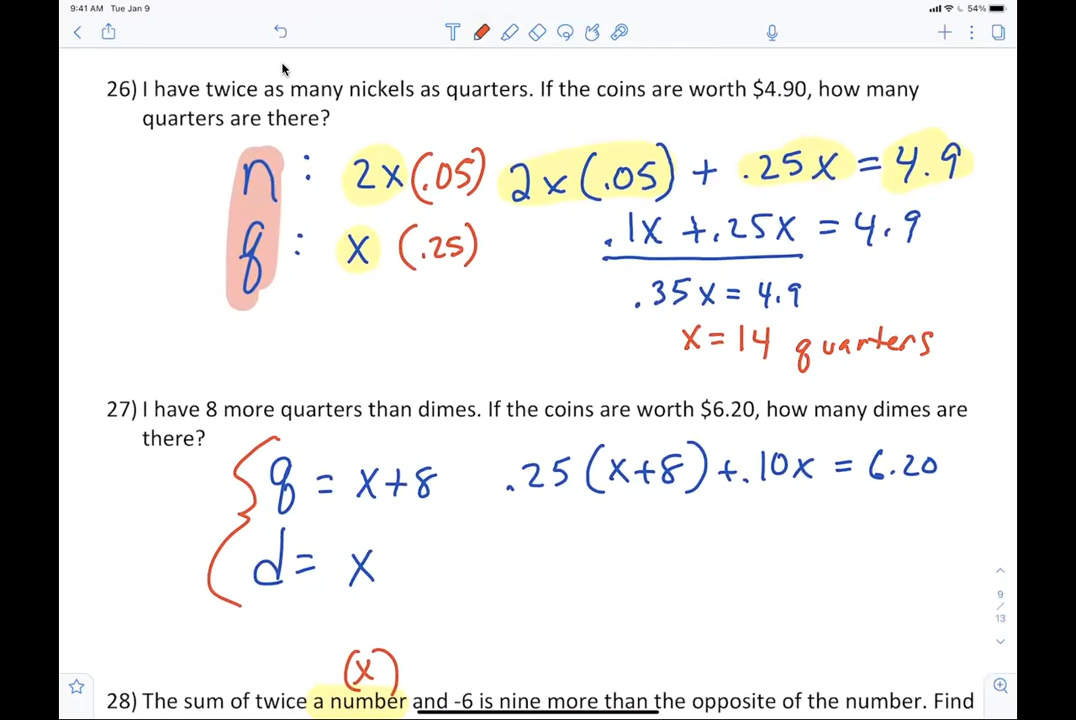 9:41 AM Tue Jan 9 54%
T
26) I have twice as many nickels as quarters. If the coins are worth $4.90, how many
quarters are there?
n : 2x (.05) 2x (.05) + .25x = 4.9
q : x (.25) .1x + .25x = 4.9
.35x = 4.9
x = 14 quarters
27) I have 8 more quarters than dimes. If the coins are worth $6.20, how many dimes are
there?
q = x+8 .25 (x+8) + .10x = 6.20
d = x
9
/
13
(x)
28) The sum of twice a number and -6 is nine more than the opposite of the number. Find